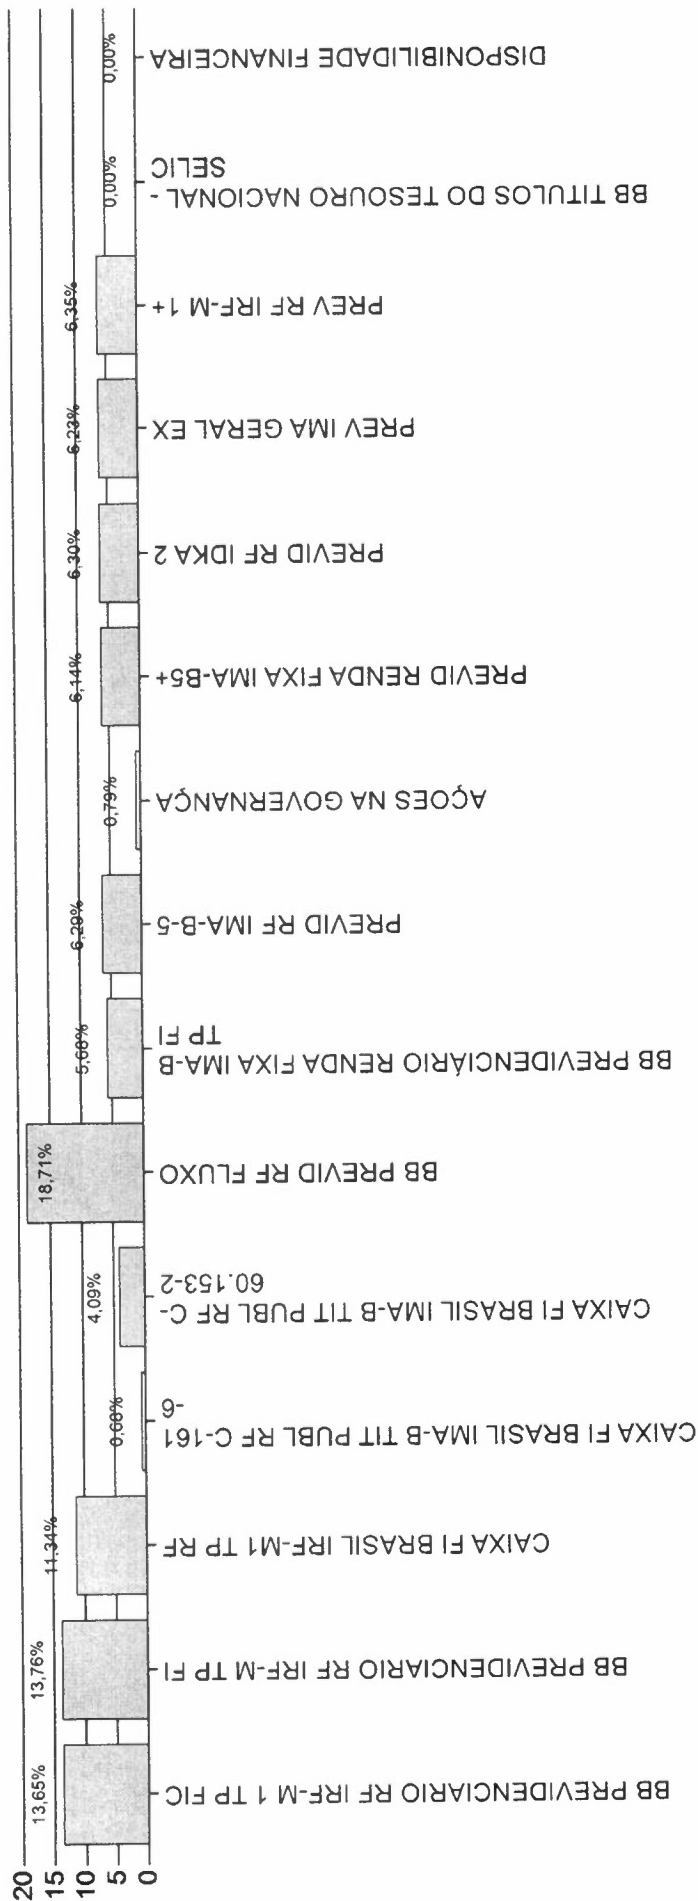 20
15
10
5
0
13,65%
13,76%
11,34%
0,68%
4,09%
18,71%
5,68%
6,29%
0,79%
6,14%
6,30%
6,23%
6,35%
0,00%
0,00%
BB PREVIDENCIARIO RF IRF-M 1 TP FIC
BB PREVIDENCIARIO RF IRF-M TP FI
CAIXA FI BRASIL IRF-M1 TP RF
CAIXA FI BRASIL IMA-B TIT PUBL RF C-161
-6
CAIXA FI BRASIL IMA-B TIT PUBL RF C-
60.153-2
BB PREVID RF FLUXO
BB PREVIDENCIÁRIO RENDA FIXA IMA-B
TP FI
PREVID RF IMA-B-5
AÇOES NA GOVERNANÇA
PREVID RENDA FIXA IMA-B5+
PREVID RF IDKA 2
PREV IMA GERAL EX
PREV RF IRF-M 1+
BB TITULOS DO TESOURO NACIONAL -
SELIC
DISPONIBILIDADE FINANCEIRA